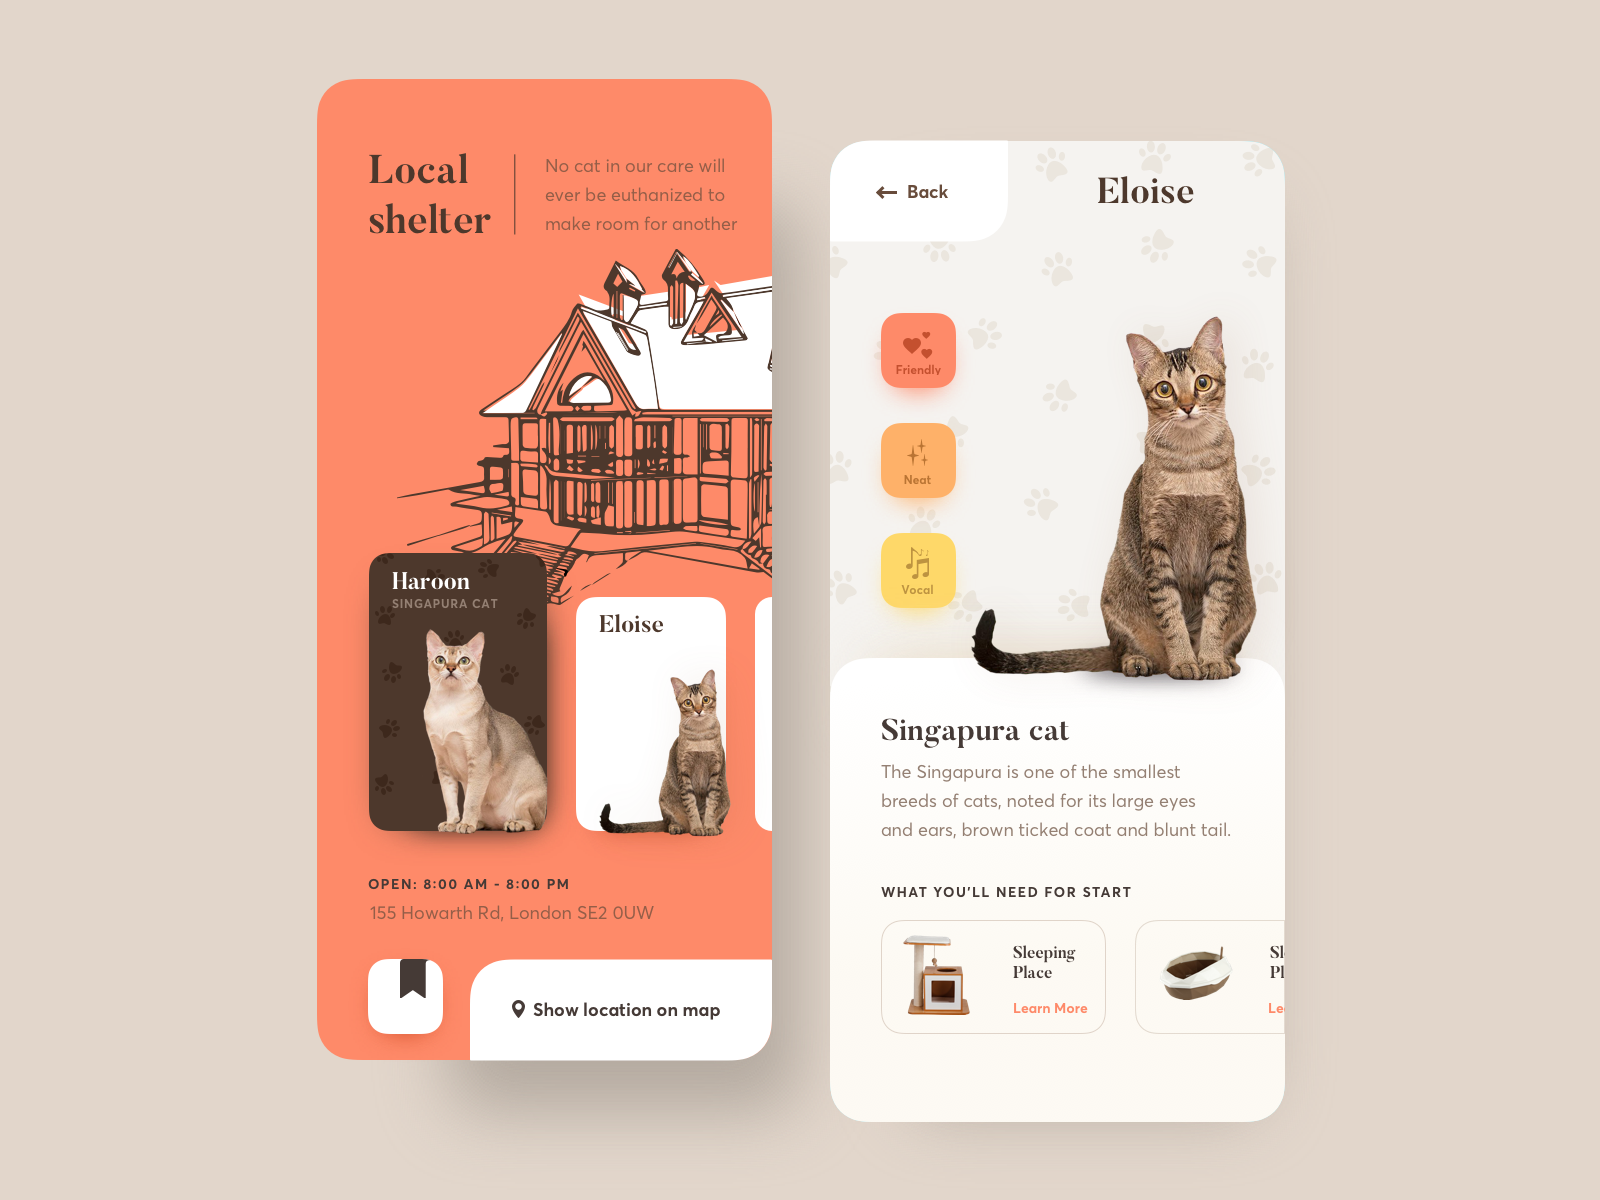 Local
shelter
No cat in our care will
ever be euthanized to
make room for another
Haroon
SINGAPURA CAT
Eloise
OPEN: 8:00 AM - 8:00 PM
155 Howarth Rd, London SE2 0UW
Show location on map
Back
Eloise
Friendly
Neat
Vocal
Singapura cat
The Singapura is one of the smallest
breeds of cats, noted for its large eyes
and ears, brown ticked coat and blunt tail.
WHAT YOU'LL NEED FOR START
Sleeping
Place
Learn More